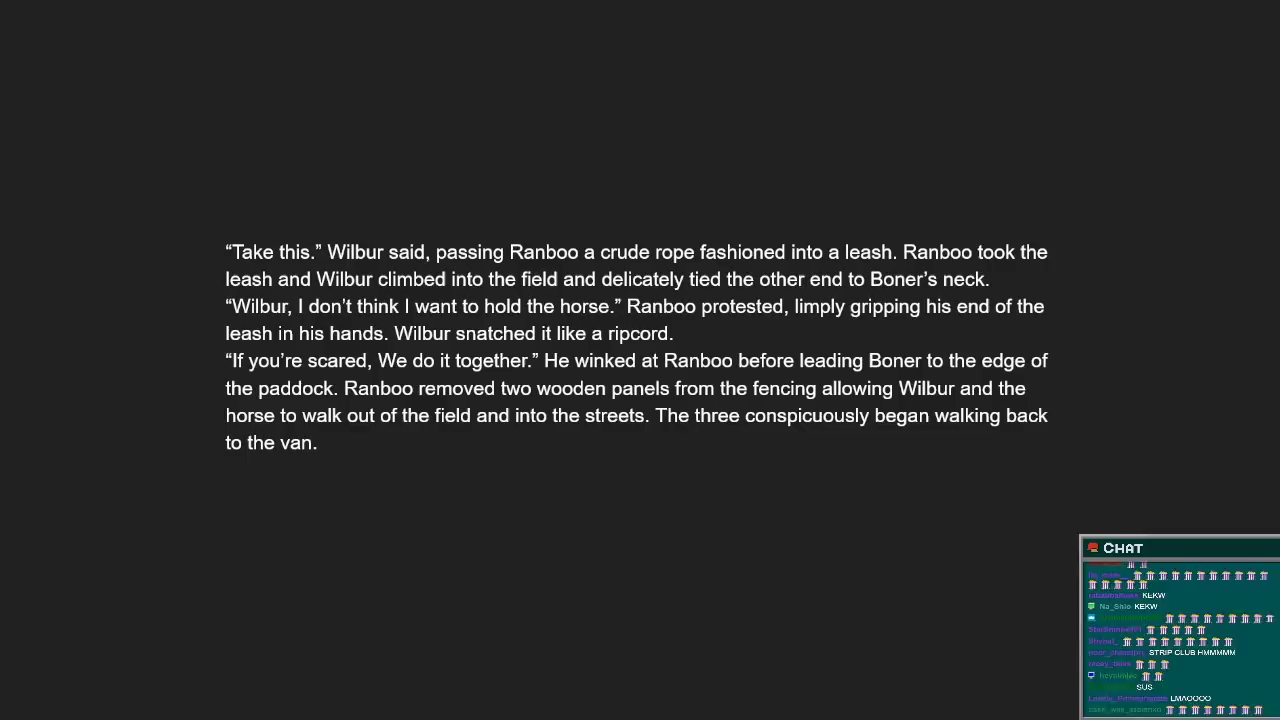 “Take this.” Wilbur said, passing Ranboo a crude rope fashioned into a leash. Ranboo took the
leash and Wilbur climbed into the field and delicately tied the other end to Boner’s neck.
“Wilbur, I don’t think I want to hold the horse.” Ranboo protested, limply gripping his end of the
leash in his hands. Wilbur snatched it like a ripcord.
“If you’re scared, We do it together.” He winked at Ranboo before leading Boner to the edge of
the paddock. Ranboo removed two wooden panels from the fencing allowing Wilbur and the
horse to walk out of the field and into the streets. The three conspicuously began walking back
to the van.
CHAT
KEKW
Na_Shio KEKW
STRIP CLUB HMMMMM
SUS
LMAOOOO